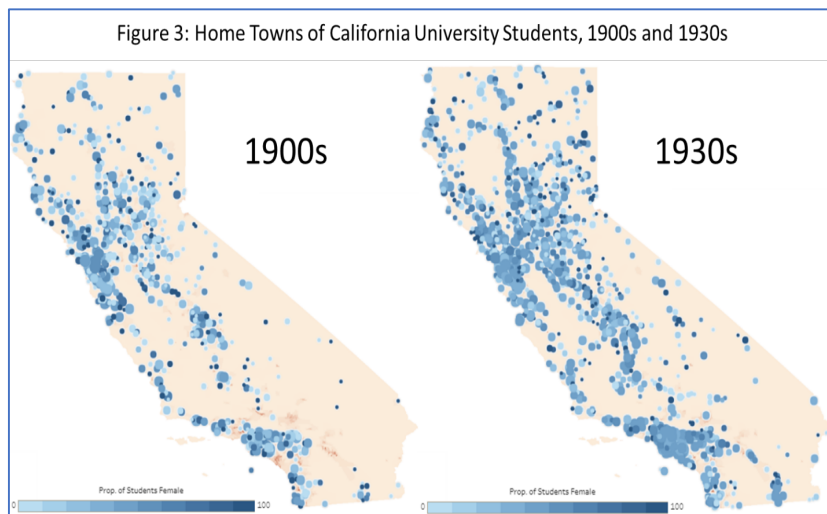 Figure 3: Home Towns of California University Students, 1900s and 1930s
1900s
1930s
Prop. of Students Female
0
100
Prop. of Students Female
0
100